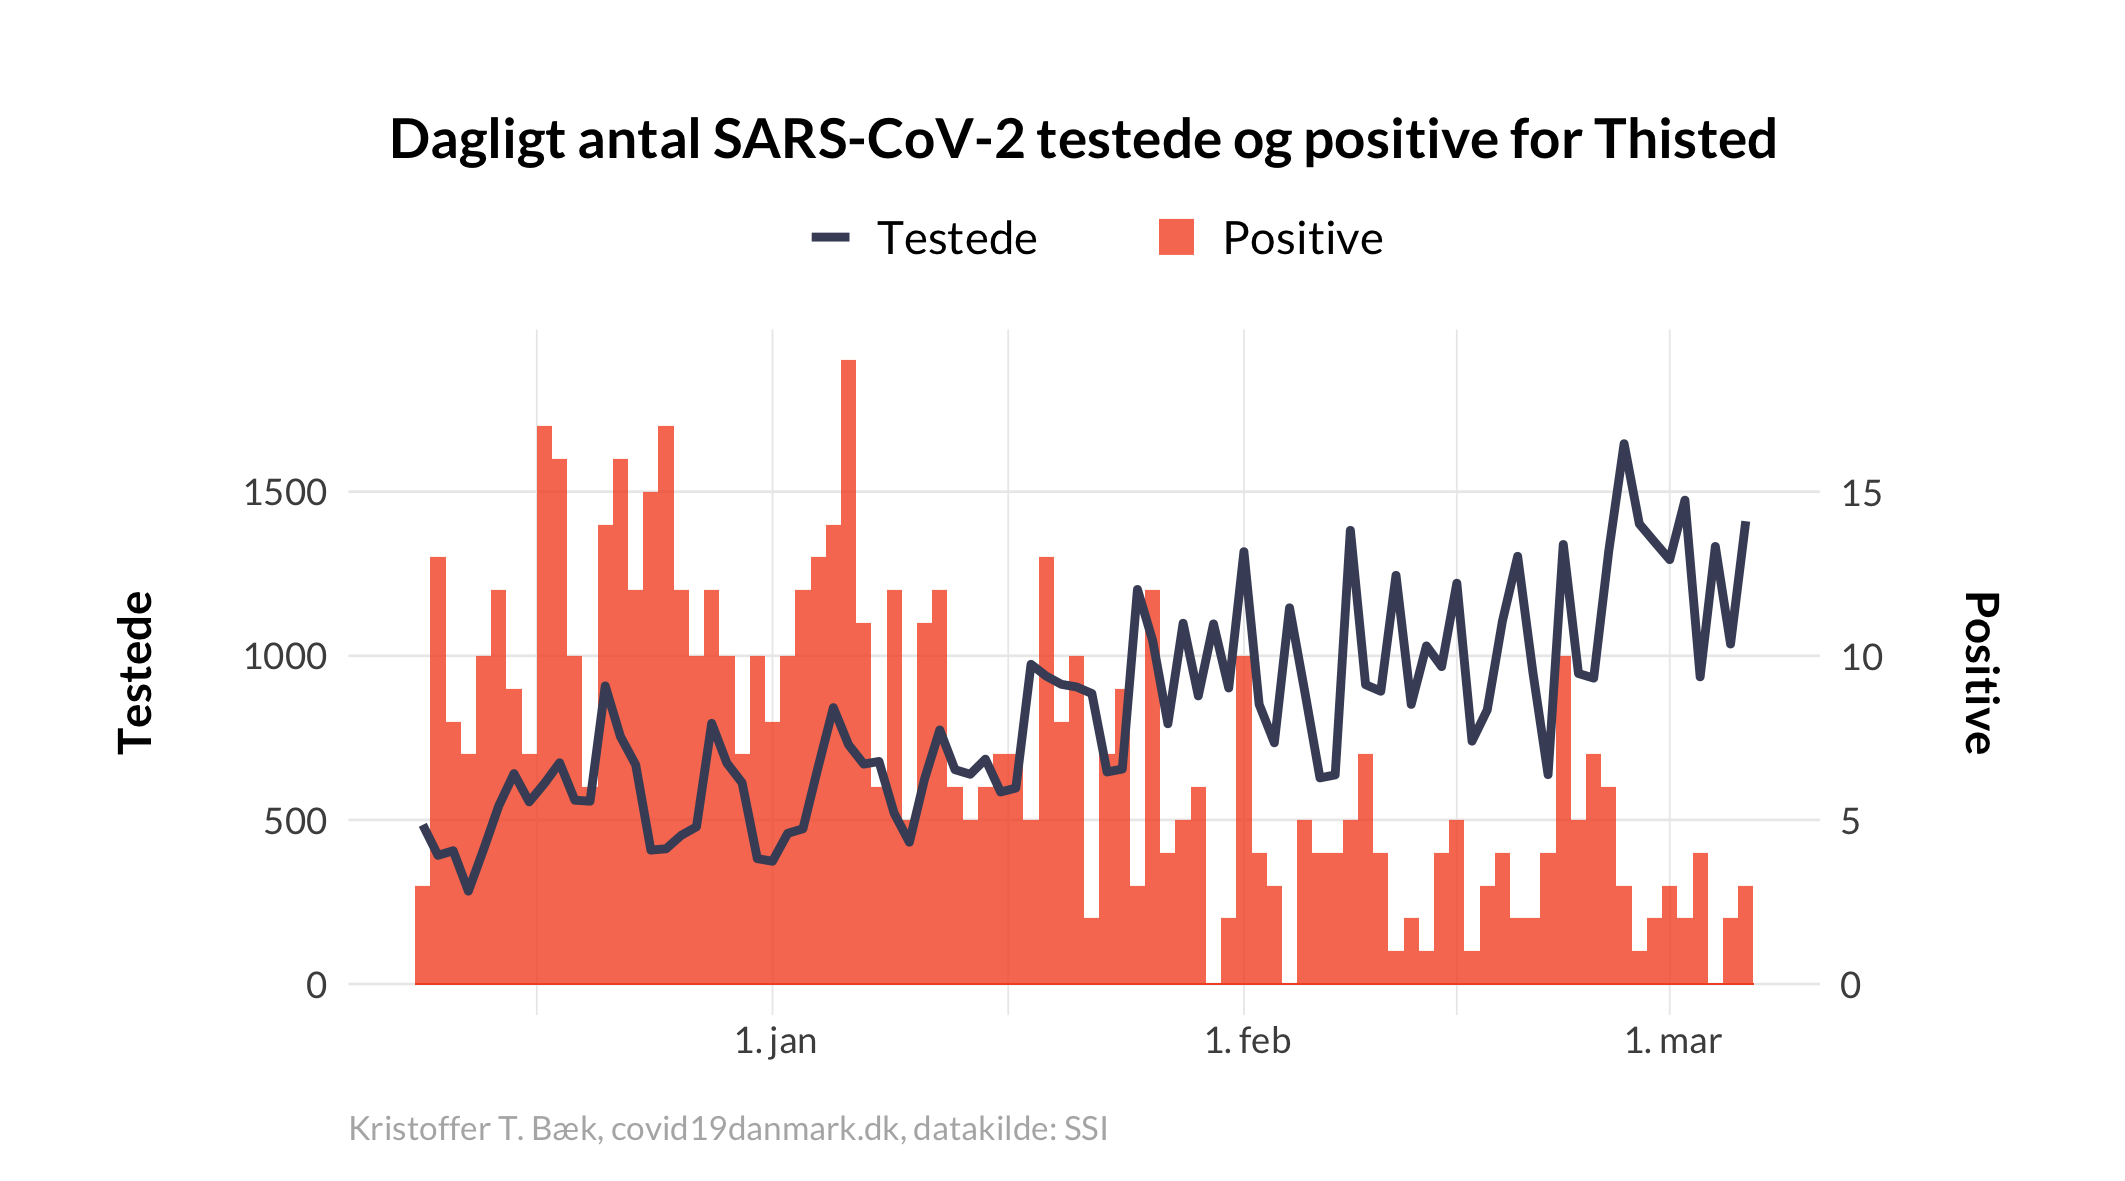 Dagligt antal SARS-CoV-2 testede og positive for Thisted
Testede
Positive
1500
1000
500
0
15
10
5
0
Testede
Positive
1. jan
1. feb
1. mar
Kristoffer T. Bæk, covid19danmark.dk, datakilde: SSI